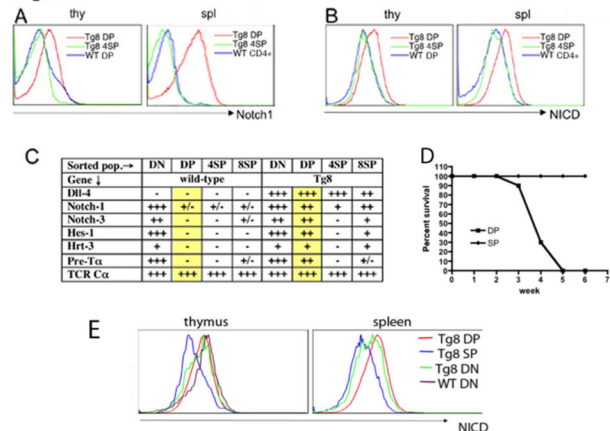 A
thy
spl
Tg8 DP
Tg8 4SP
WT DP
Tg8 DP
Tg8 4SP
WT CD4+
Notch1
B
thy
spl
Tg8 DP
Tg8 4SP
WT DP
Tg8 DP
Tg8 4SP
WT CD4+
NICD
C
Sorted pop.→ DN DP 4SP 8SP DN DP 4SP 8SP
Gene ↓ wild-type Tg8
Dll-4 - - - - +++ +++ +++ ++
Notch-1 +++ +/- +/- +/- +++ ++ + ++
Notch-3 ++ - - +/- ++ ++ - +
Hes-1 +++ - - - +++ ++ - +
Hrt-3 + - - - + + - +
Pre-Tα ++ - - +/- ++ ++ - +/-
TCR Cα +++ +++ +++ +++ +++ +++ +++ +++
D
Percent survival
110
100
90
80
70
60
50
40
30
20
10
0
DP
SP
0 1 2 3 4 5 6 7
week
E
thymus
spleen
Tg8 DP
Tg8 SP
Tg8 DN
WT DN
NICD